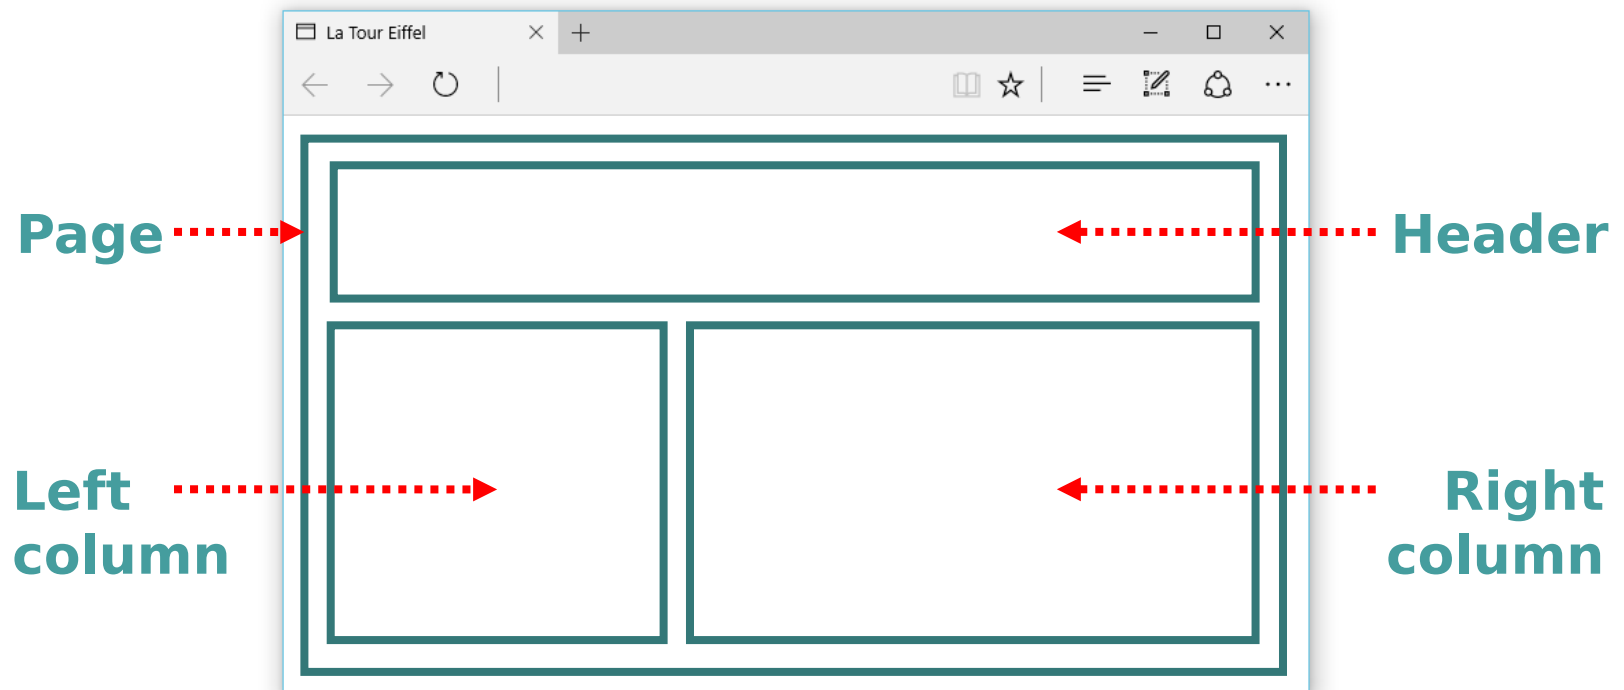 La Tour Eiffel
Page
Header
Left
column
Right
column